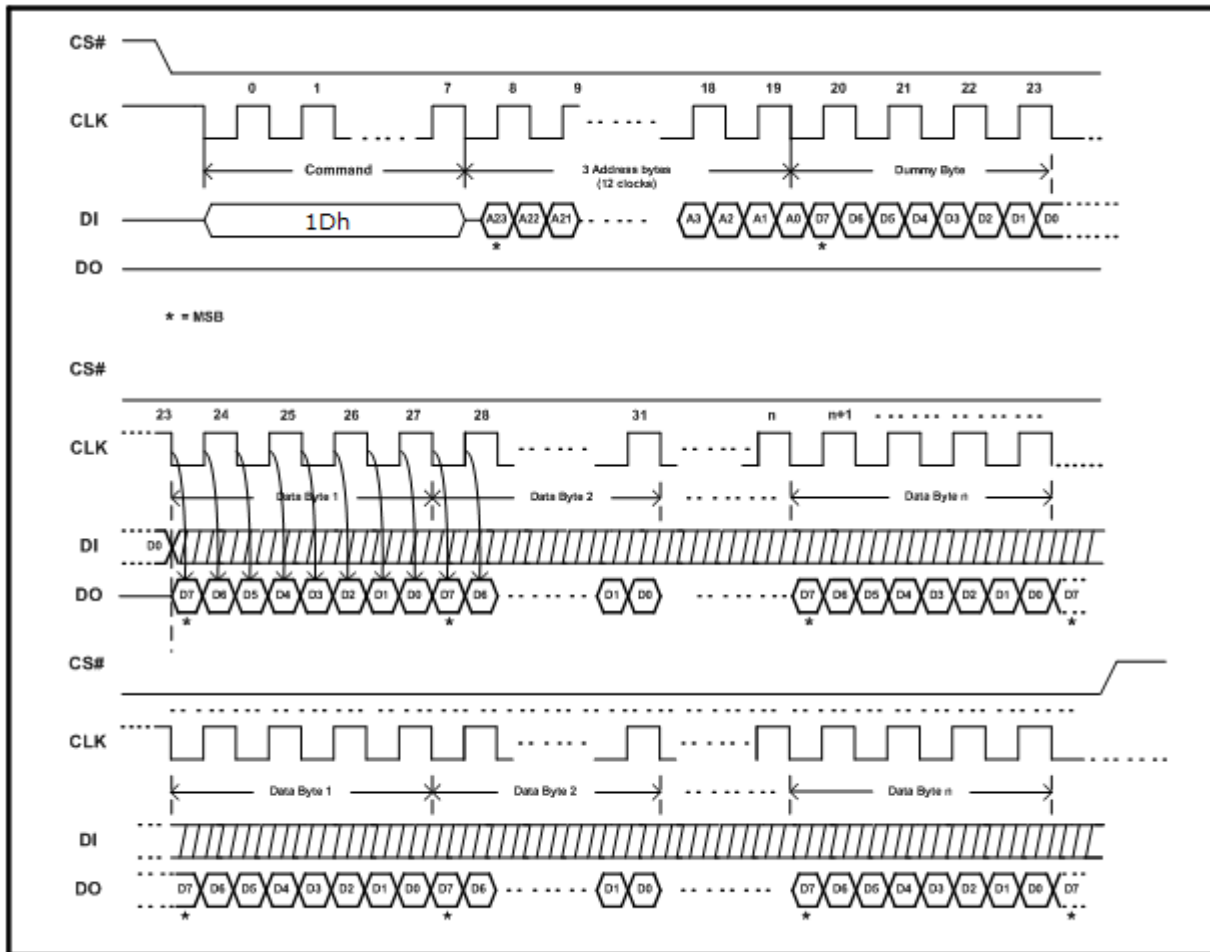 CS#
0 1 7 8 9 18 19 20 21 22 23
CLK
Command 3 Address bytes (12 clocks) Dummy Byte
DI 1Dh A23 A22 A21 A3 A2 A1 A0 D7 D6 D5 D4 D3 D2 D1 D0
* *
DO
* = MSB
CS#
23 24 25 26 27 28 31 n n+1
CLK
Data Byte 1 Data Byte 2 Data Byte n
DI D0
DO D7 D6 D5 D4 D3 D2 D1 D0 D7 D6 D1 D0 D7 D6 D5 D4 D3 D2 D1 D0 D7
* * * *
CS#
CLK
Data Byte 1 Data Byte 2 Data Byte n
DI
DO D7 D6 D5 D4 D3 D2 D1 D0 D7 D6 D1 D0 D7 D6 D5 D4 D3 D2 D1 D0 D7
* * * *